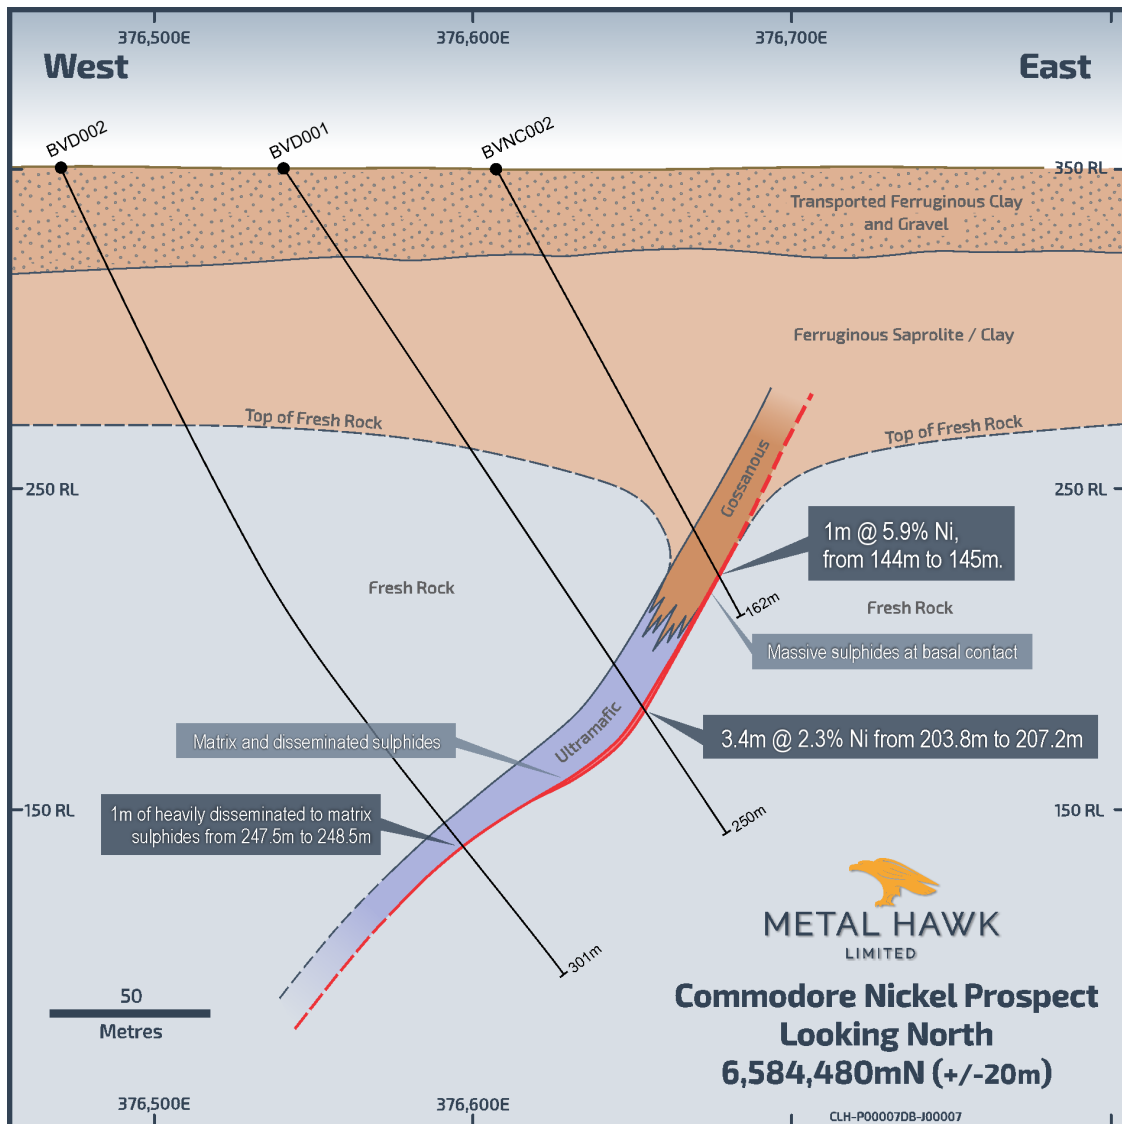 376,500E
376,600E
376,700E
West
East
BVD002
BVD001
BVNC002
350 RL
Transported Ferruginous Clay
and Gravel
Ferruginous Saprolite / Clay
Top of Fresh Rock
Top of Fresh Rock
Gossanous
250 RL
250 RL
1m @ 5.9% Ni,
from 144m to 145m.
Fresh Rock
162m
Fresh Rock
Massive sulphides at basal contact
Ultramafic
Matrix and disseminated sulphides
3.4m @ 2.3% Ni from 203.8m to 207.2m
150 RL
150 RL
1m of heavily disseminated to matrix
sulphides from 247.5m to 248.5m
250m
301m
METAL HAWK
LIMITED
50
Metres
Commodore Nickel Prospect
Looking North
6,584,480mN (+/-20m)
376,500E
376,600E
CLH-P00007DB-J00007